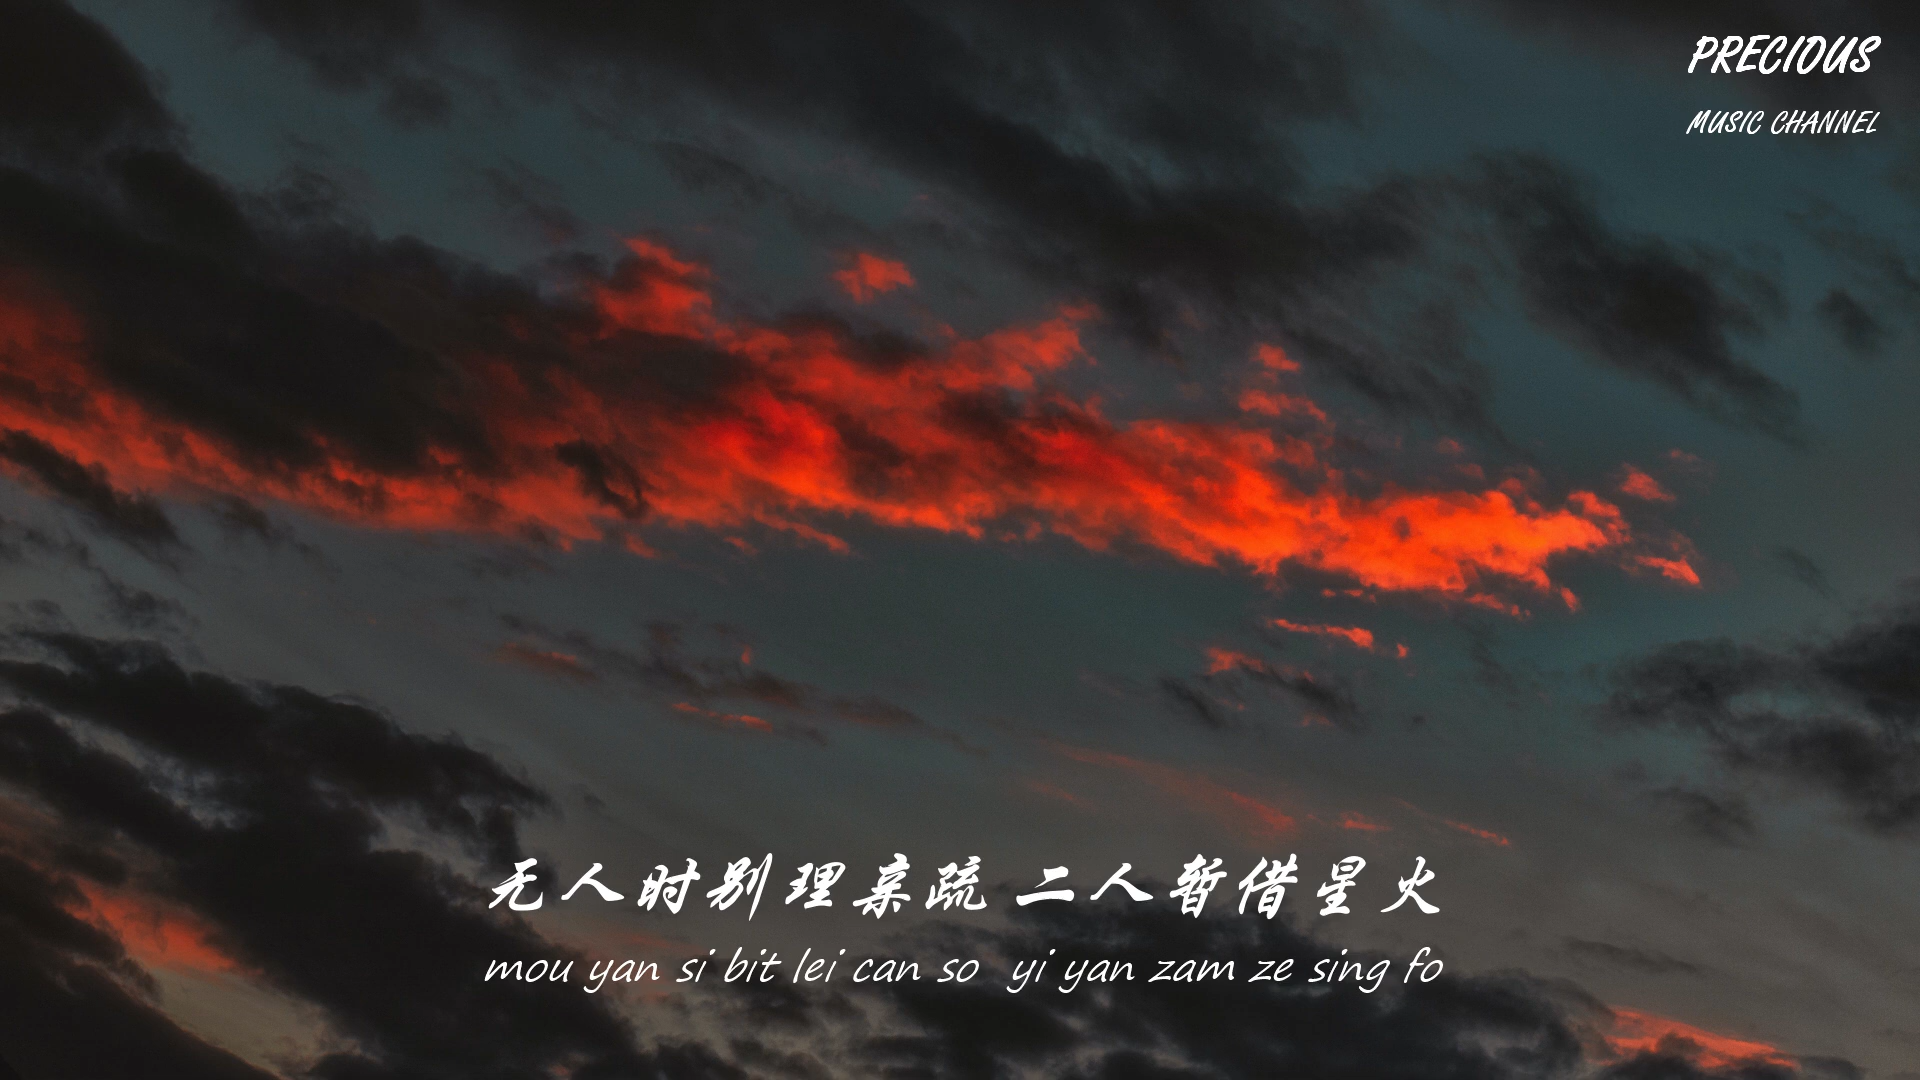 PRECIOUS
MUSIC CHANNEL
无人时别理亲疏 二人暂借星火
mou yan si bit lei can so yi yan zam ze sing fo